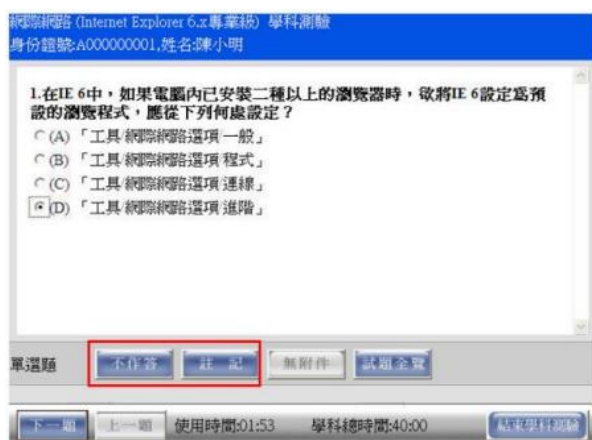 網際網路 (Internet Explorer 6.x專業級) 學科測驗
身份證號:A000000001,姓名:陳小明
1.在IE 6中,如果電腦內已安裝二種以上的瀏覽器時,欲將IE 6設定為預
設的瀏覽程式,應從下列何處設定?
(A) 「工具/網際網路選項/一般」
(B) 「工具/網際網路選項/程式」
(C) 「工具/網際網路選項/連線」
(D) 「工具/網際網路選項/進階」
單選題 不作答 註 記 無附件 試題全覽
下一題 上一題 使用時間:01:53 學科總時間:40:00 結束學科測驗